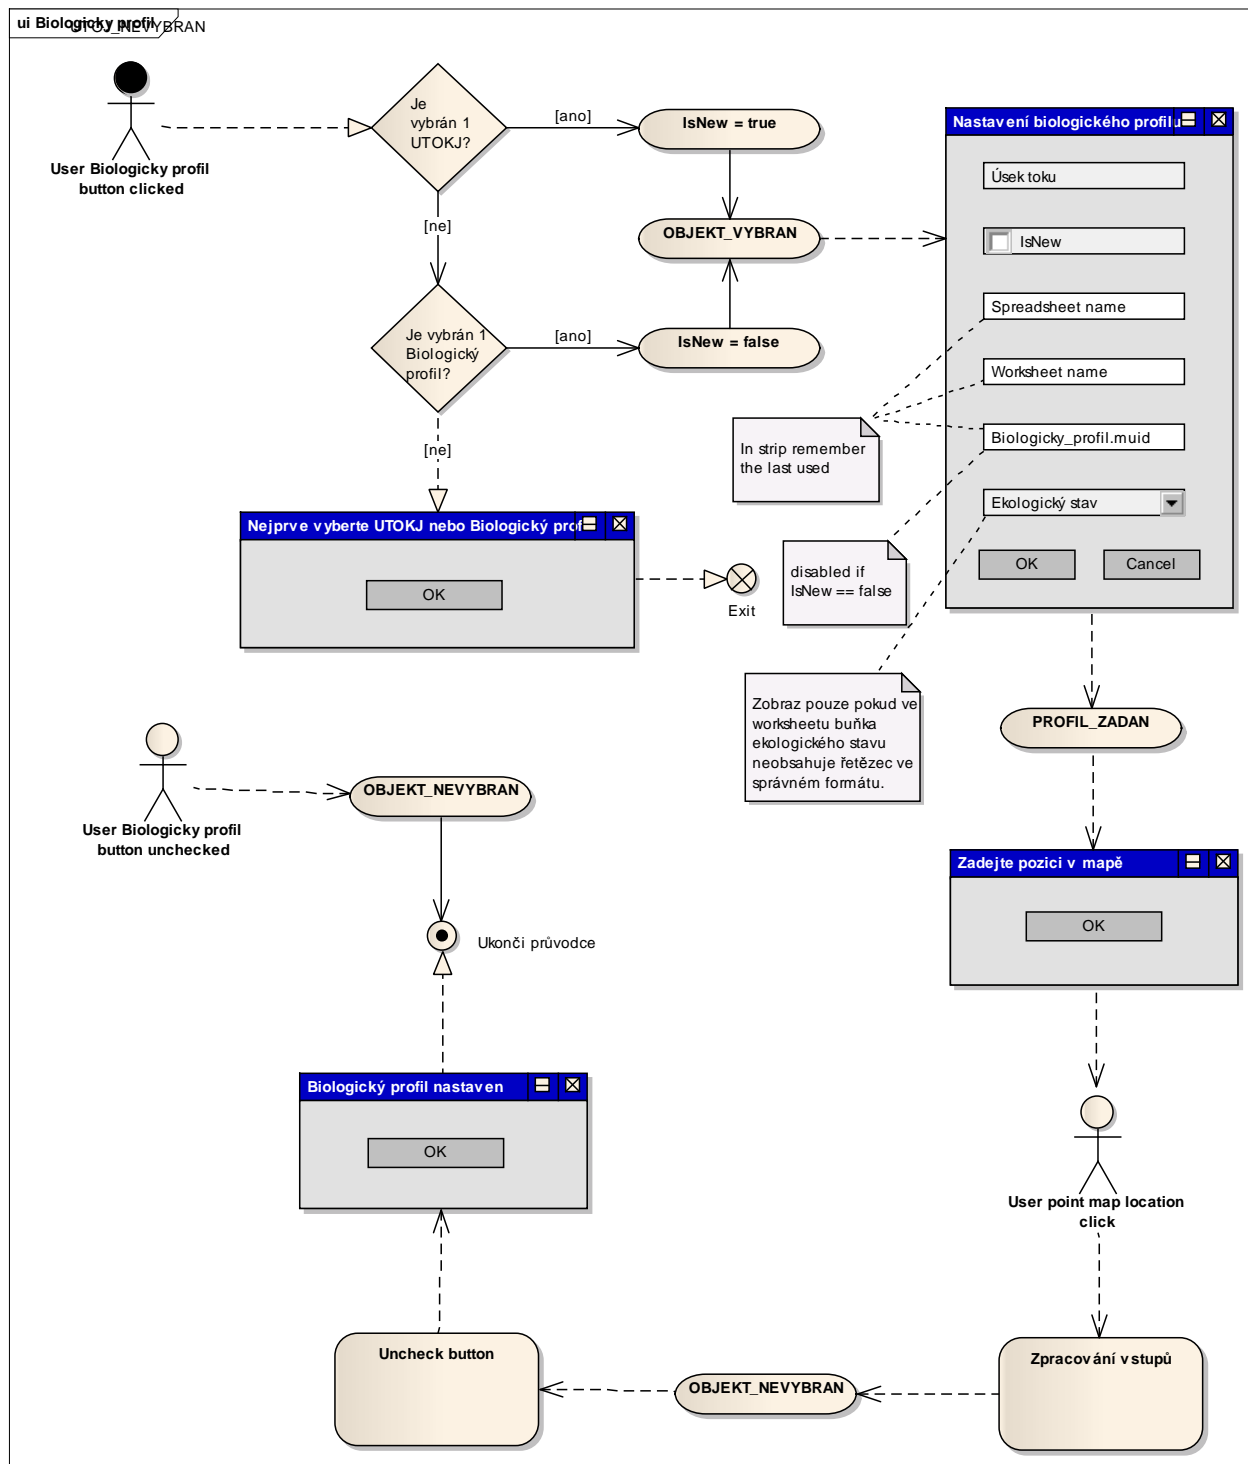 ui Biologicky profil
UTOJ_NEVYBRAN
User Biologicky profil
button clicked
Je
vybrán 1
UTOKJ?
[ano]
IsNew = true
[ne]
OBJEKT_VYBRAN
Je vybrán 1
Biologický
profil?
[ano]
IsNew = false
[ne]
Nastavení biologického profilu
Úsek toku
IsNew
Spreadsheet name
Worksheet name
Biologicky_profil.muid
Ekologický stav
OK
Cancel
In strip remember
the last used
disabled if
IsNew == false
Zobraz pouze pokud ve
worksheetu buňka
ekologického stavu
neobsahuje řetězec ve
správném formátu.
Nejprve vyberte UTOKJ nebo Biologický prof
OK
Exit
PROFIL_ZADAN
User Biologicky profil
button unchecked
OBJEKT_NEVYBRAN
Ukonči průvodce
Zadejte pozici v mapě
OK
Biologický profil nastaven
OK
User point map location
click
Uncheck button
OBJEKT_NEVYBRAN
Zpracování vstupů